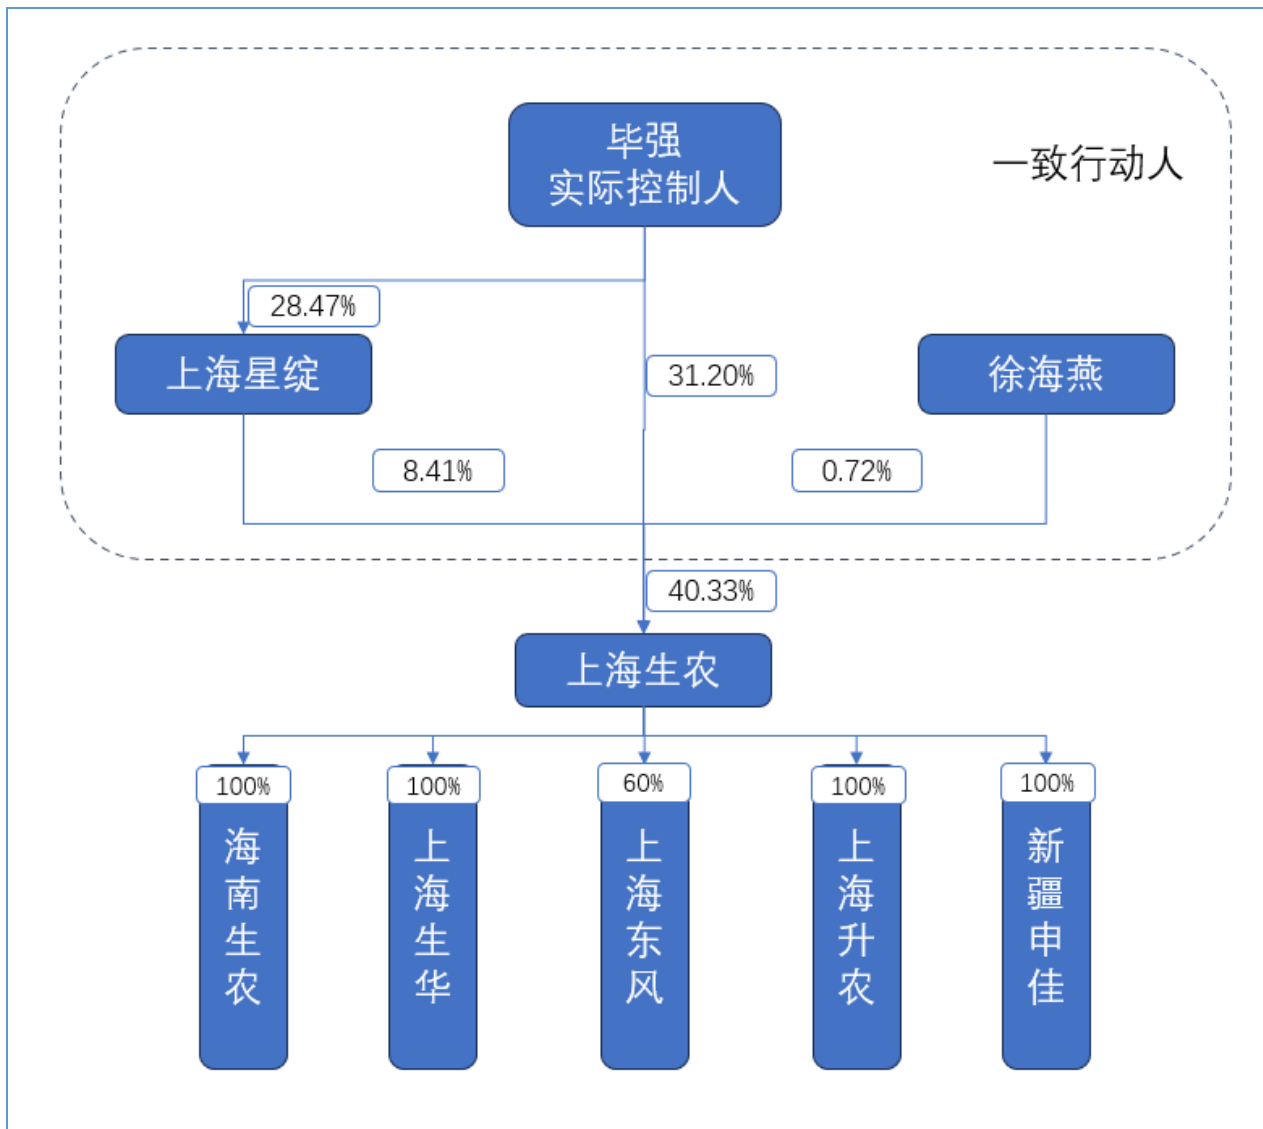 毕强
实际控制人
一致行动人
28.47%
上海星绽
31.20%
徐海燕
8.41%
0.72%
40.33%
上海生农
100%
100%
60%
100%
100%
海南生农
上海生华
上海东风
上海升农
新疆申佳